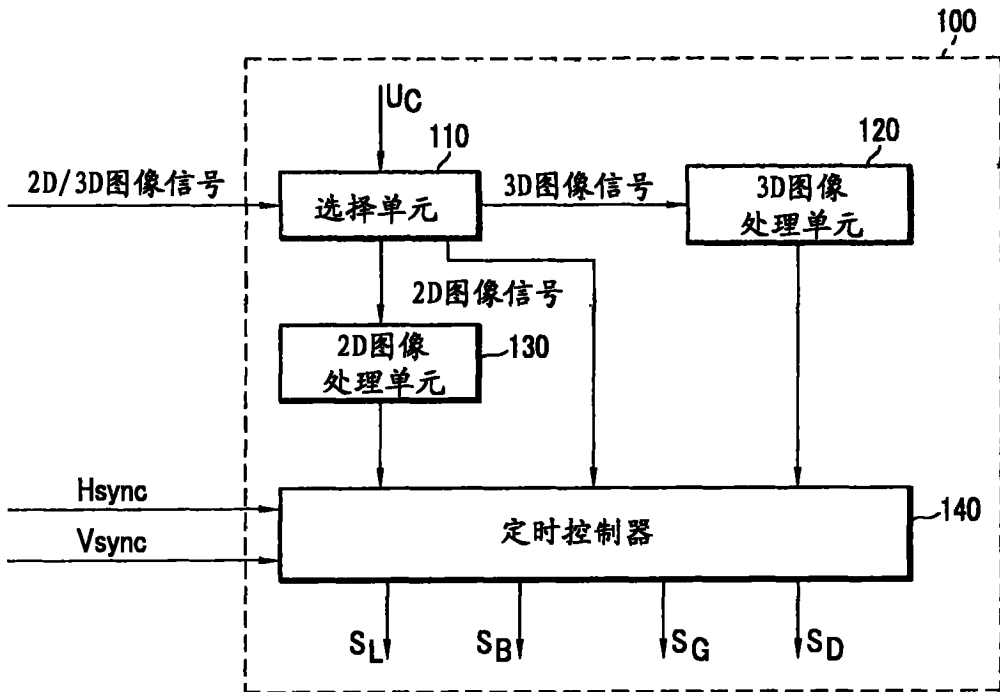 100
UC
110
120
2D/3D图像信号
选择单元
3D图像信号
3D图像
处理单元
2D图像信号
2D图像
处理单元
130
Hsync
Vsync
定时控制器
140
SL
SB
SG
SD